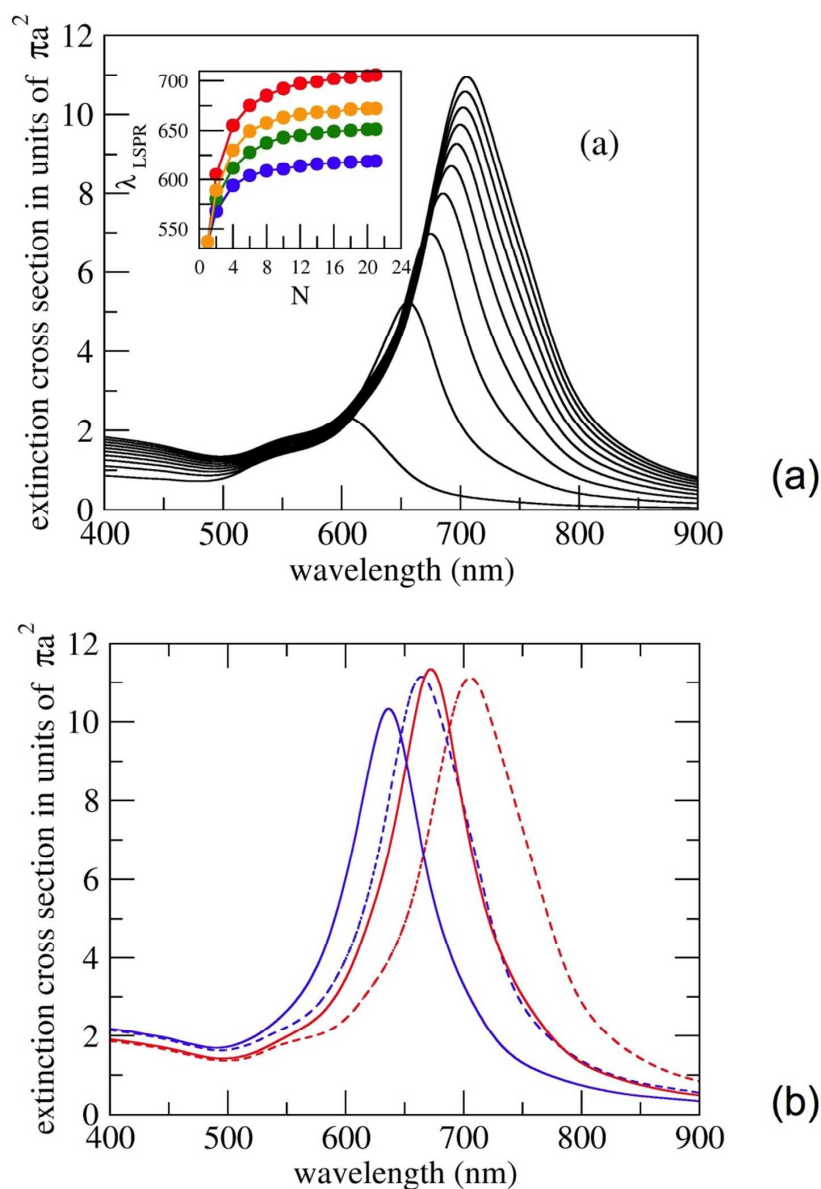 12
10
8
6
4
2
0
extinction cross section in units of πa²
700
650
600
550
λ LSPR
0 4 8 12 16 20 24
N
(a)
400 500 600 700 800 900
wavelength (nm)
(a)
12
10
8
6
4
2
0
extinction cross section in units of πa²
400 500 600 700 800 900
wavelength (nm)
(b)